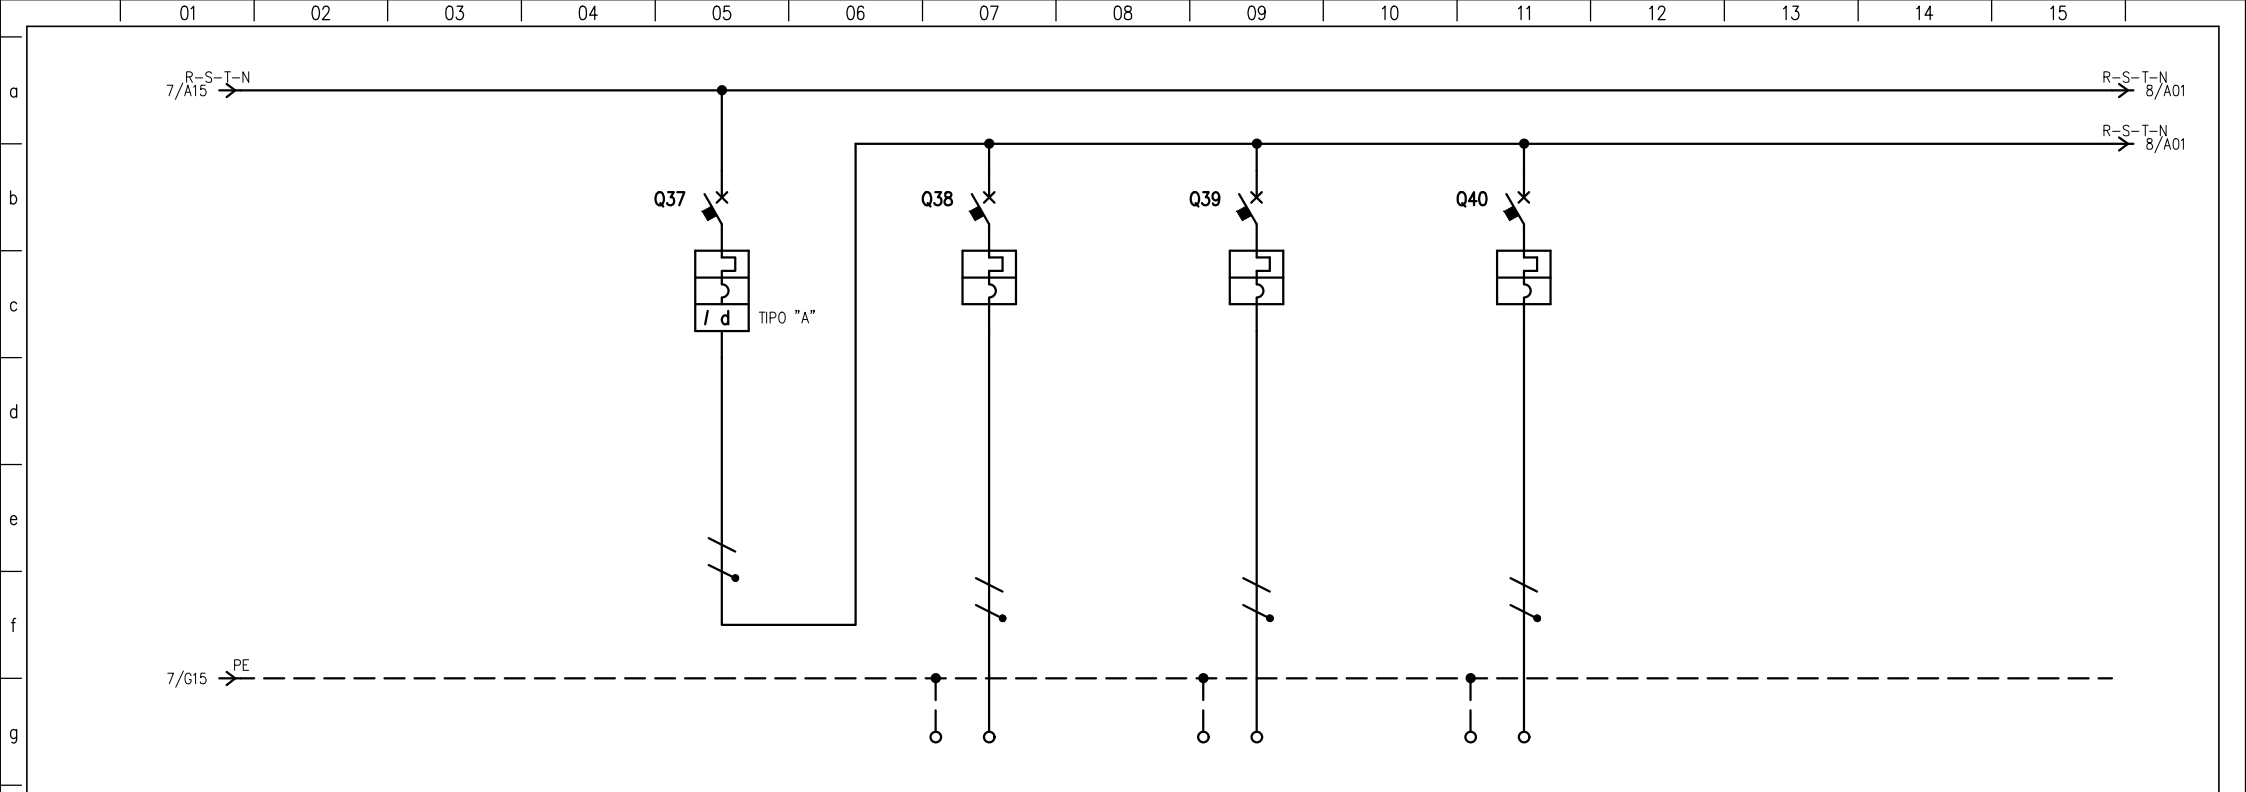 01 02 03 04 05 06 07 08 09 10 11 12 13 14 15
R-S-T-N
7/A15
a
R-S-T-N
8/A01
R-S-T-N
8/A01
b
Q37
Q38
Q39
Q40
c
I d
TIPO "A"
d
e
f
PE
7/G15
g